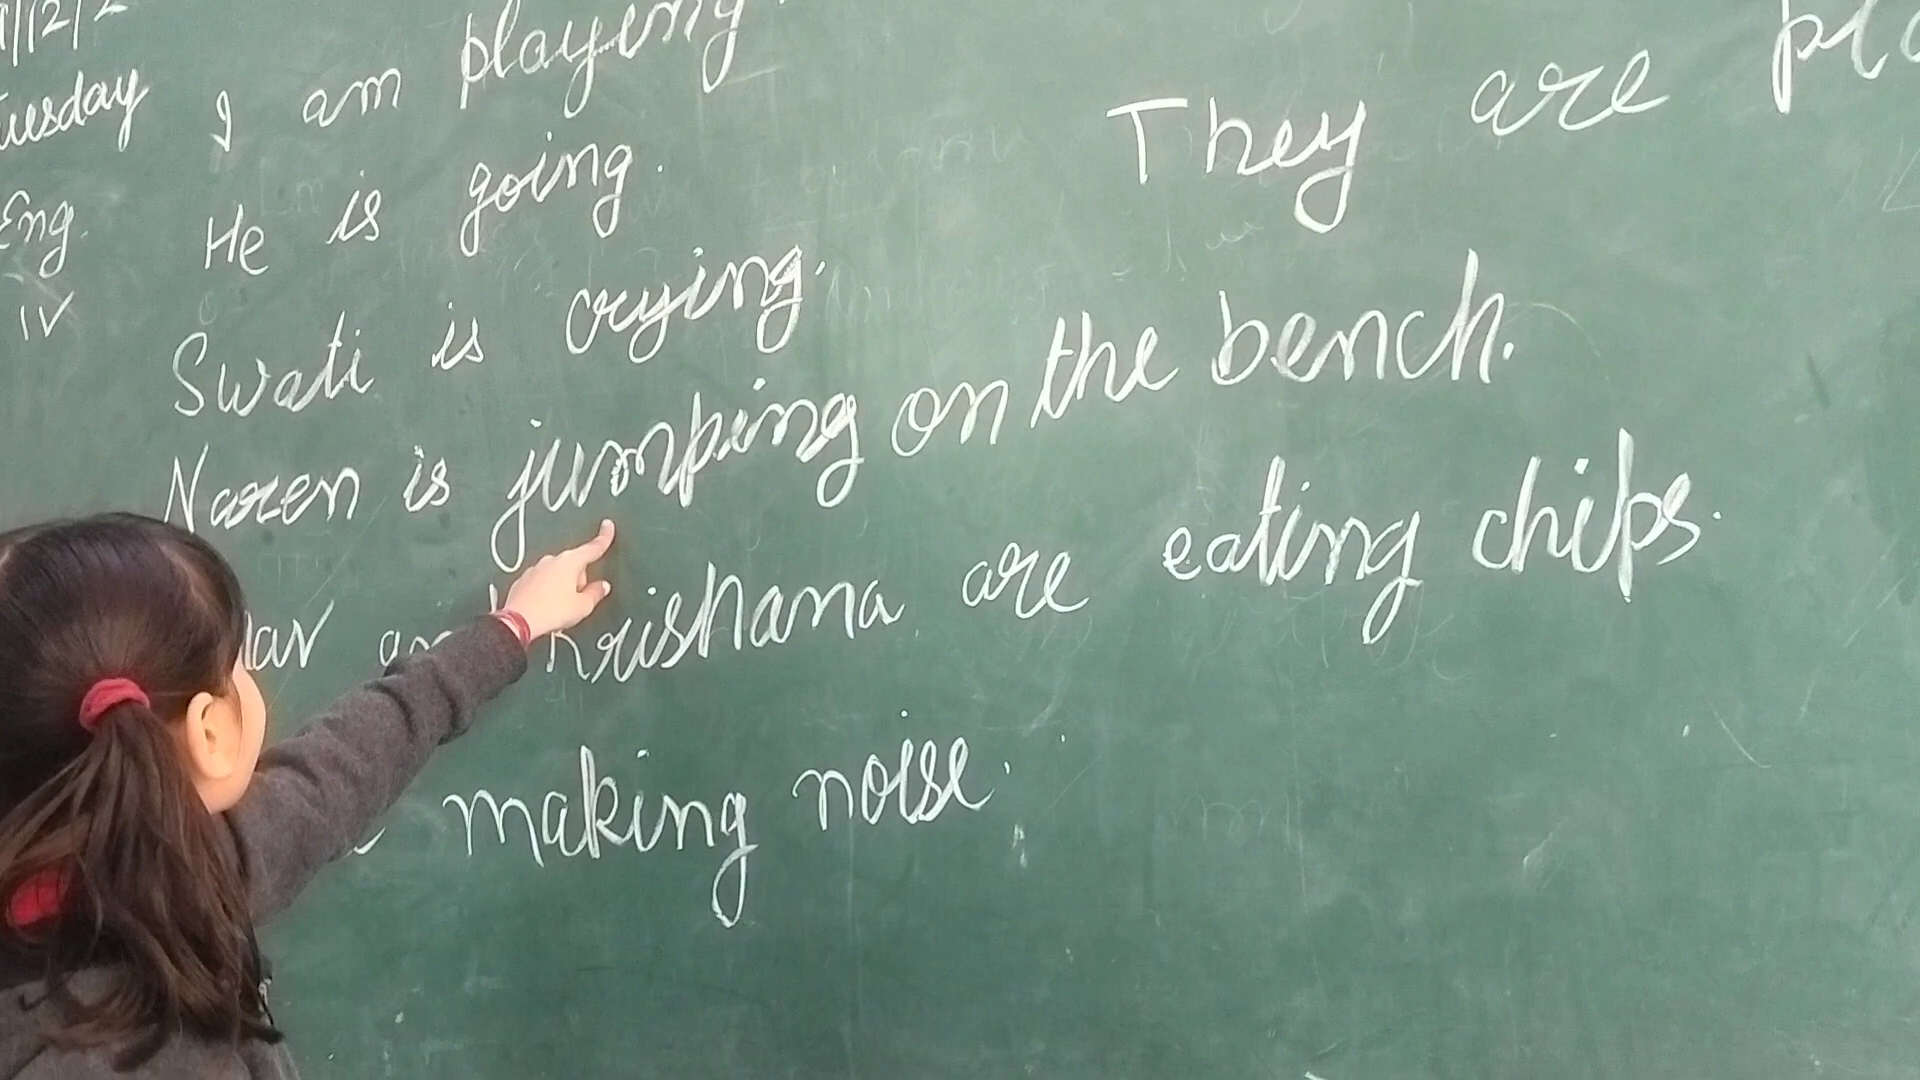 I am playing.
They are
Tuesday
He is going.
Eng.
IV
Swati is crying.
Naren is jumping on the bench.
Krishana are eating chips.
making noise.